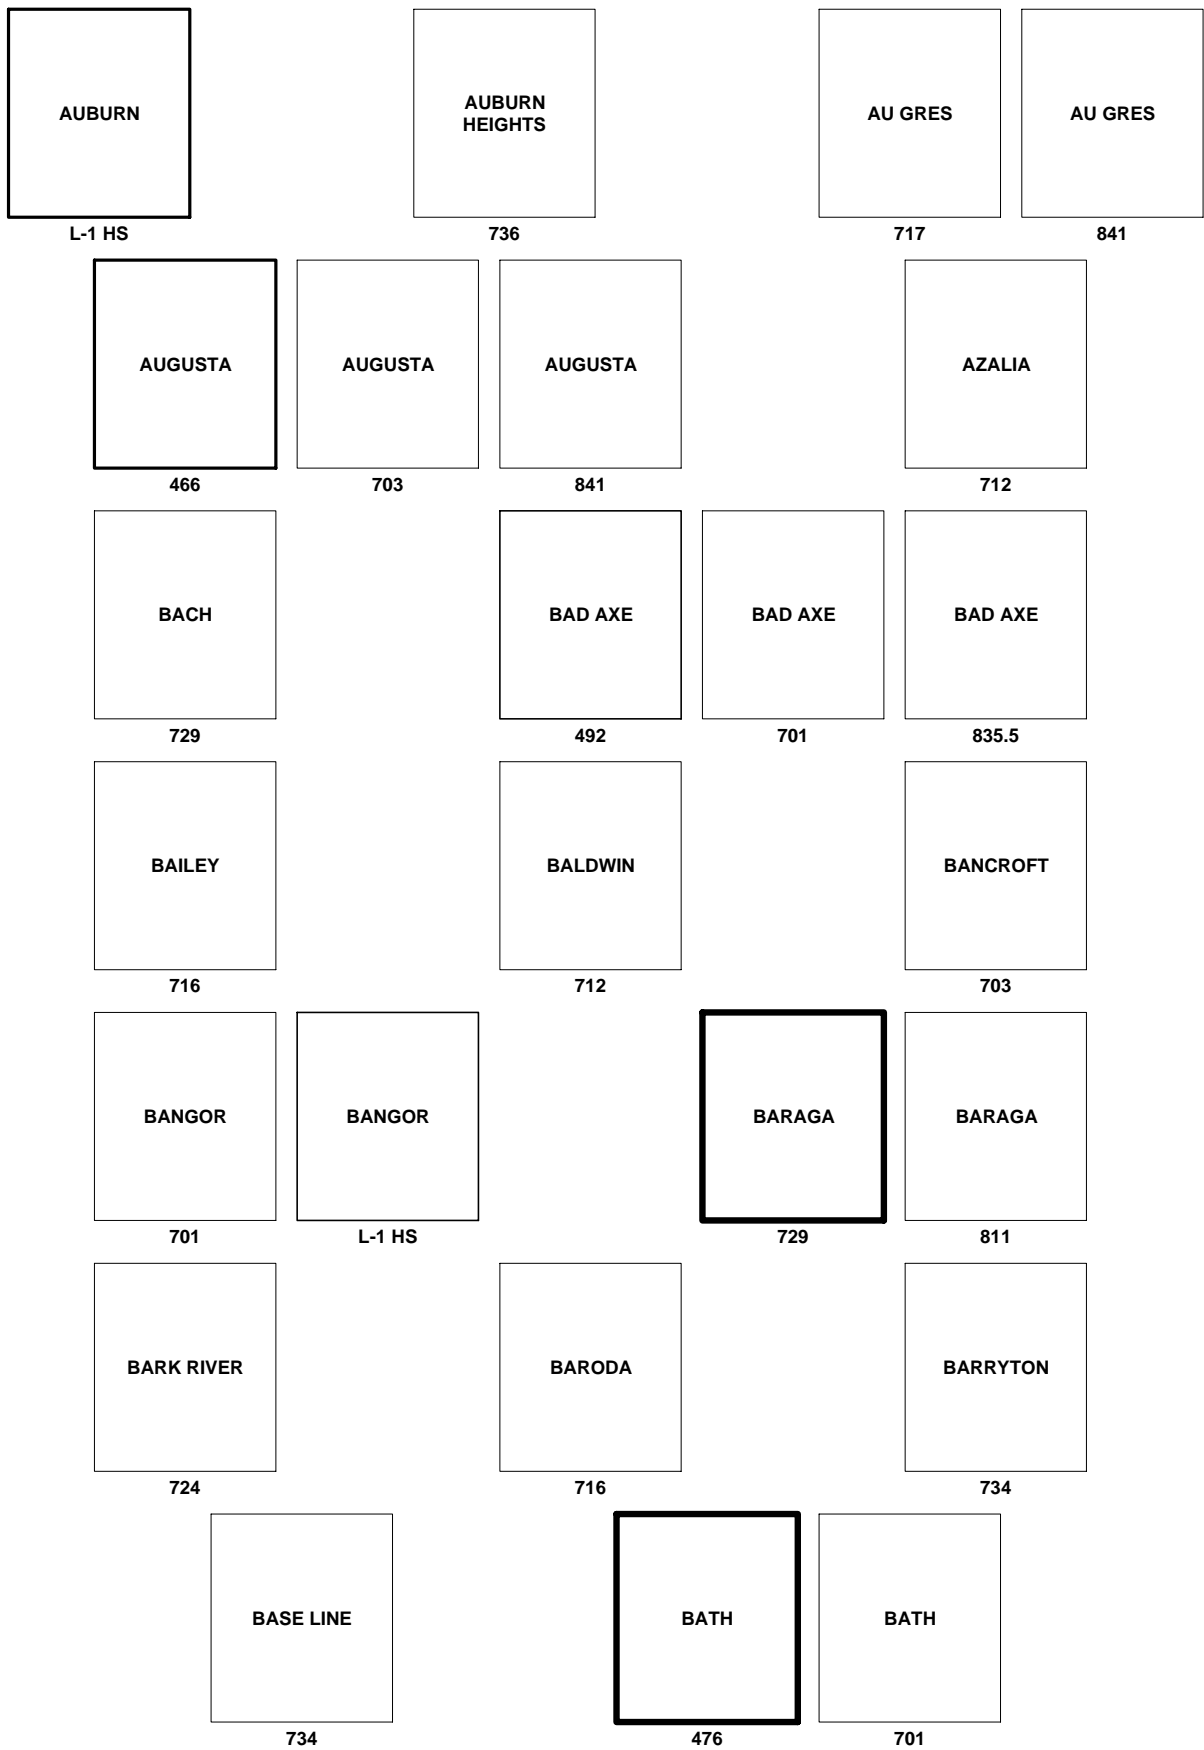 AUBURN
L-1 HS
AUBURN
HEIGHTS
736
AU GRES
717
AU GRES
841
AUGUSTA
466
AUGUSTA
703
AUGUSTA
841
AZALIA
712
BACH
729
BAD AXE
492
BAD AXE
701
BAD AXE
835.5
BAILEY
716
BALDWIN
712
BANCROFT
703
BANGOR
701
BANGOR
L-1 HS
BARAGA
729
BARAGA
811
BARK RIVER
724
BARODA
716
BARRYTON
734
BASE LINE
734
BATH
476
BATH
701